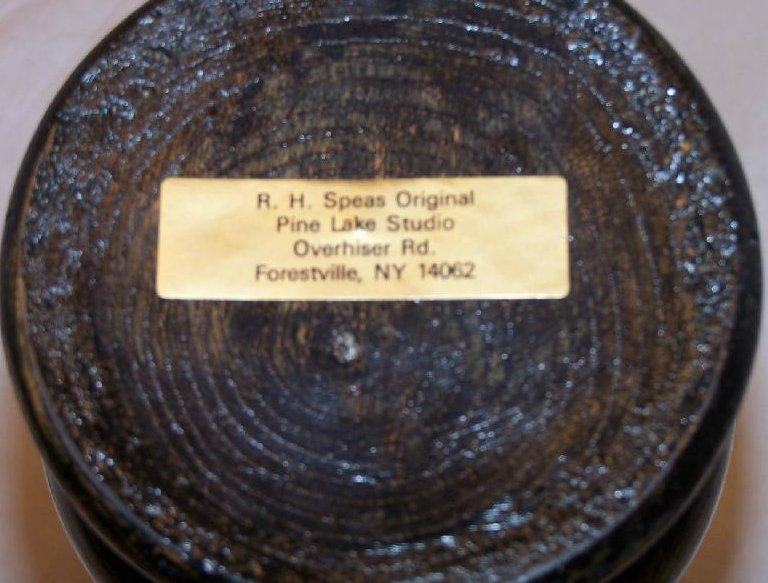 R. H. Speas Original
Pine Lake Studio
Overhiser Rd.
Forestville, NY 14062